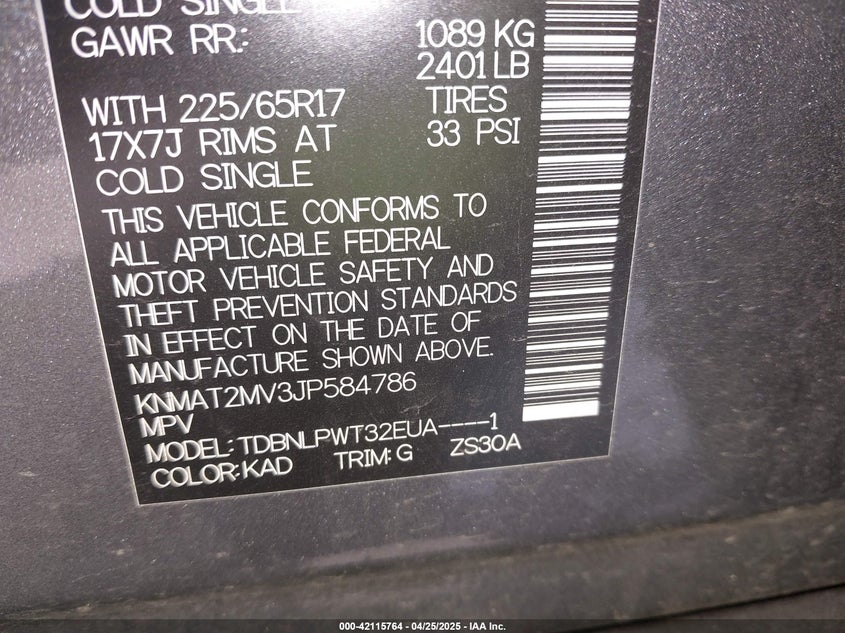 COLD SINGLE
GAWR RR: 1089 KG
2401 LB
WITH 225/65R17 TIRES
17X7J RIMS AT 33 PSI
COLD SINGLE
THIS VEHICLE CONFORMS TO
ALL APPLICABLE FEDERAL
MOTOR VEHICLE SAFETY AND
THEFT PREVENTION STANDARDS
IN EFFECT ON THE DATE OF
MANUFACTURE SHOWN ABOVE.
KNMAT2MV3JP584786
MPV
MODEL:TDBNLPWT32EUA----1
COLOR:KAD TRIM: G ZS30A
000-42115764 - 04/25/2025 - IAA Inc.